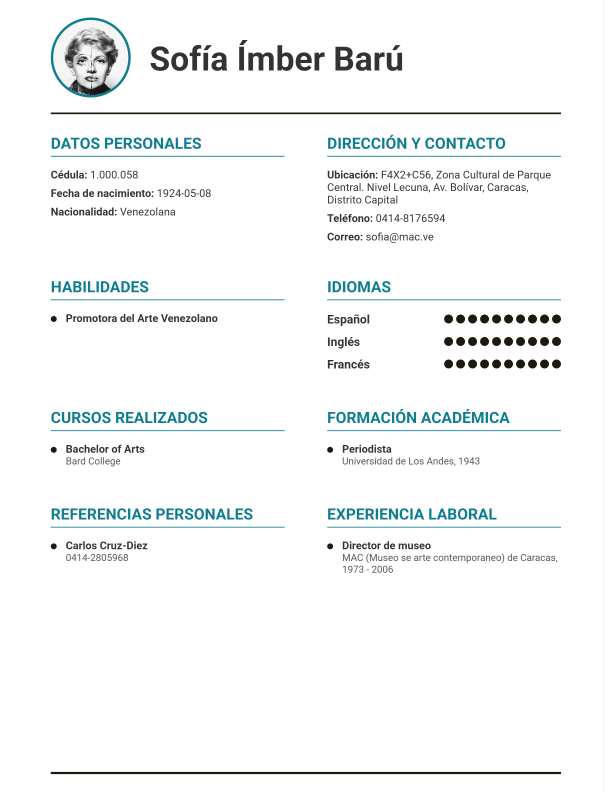 Sofía Ímber Barú
DATOS PERSONALES
Cédula: 1.000.058
Fecha de nacimiento: 1924-05-08
Nacionalidad: Venezolana
DIRECCIÓN Y CONTACTO
Ubicación: F4X2+C56, Zona Cultural de Parque
Central. Nivel Lecuna, Av. Bolívar, Caracas,
Distrito Capital
Teléfono: 0414-8176594
Correo: sofia@mac.ve
HABILIDADES
Promotora del Arte Venezolano
IDIOMAS
Español
Inglés
Francés
CURSOS REALIZADOS
Bachelor of Arts
Bard College
FORMACIÓN ACADÉMICA
Periodista
Universidad de Los Andes, 1943
REFERENCIAS PERSONALES
Carlos Cruz-Diez
0414-2805968
EXPERIENCIA LABORAL
Director de museo
MAC (Museo se arte contemporaneo) de Caracas,
1973 - 2006